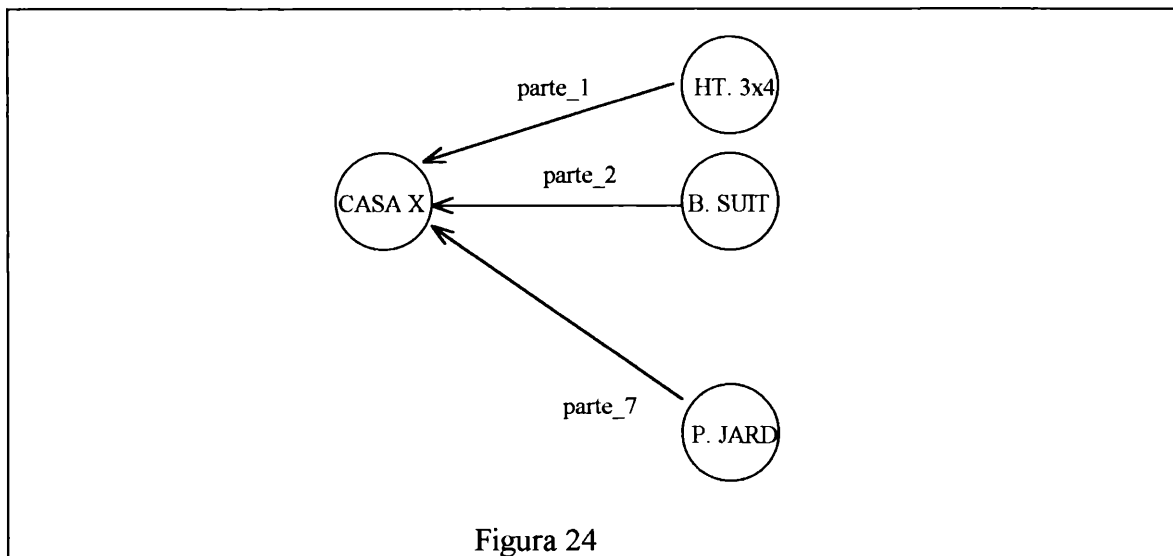 HT. 3x4
parte_1
parte_2
CASA X
B. SUIT
parte_7
P. JARD
Figura 24